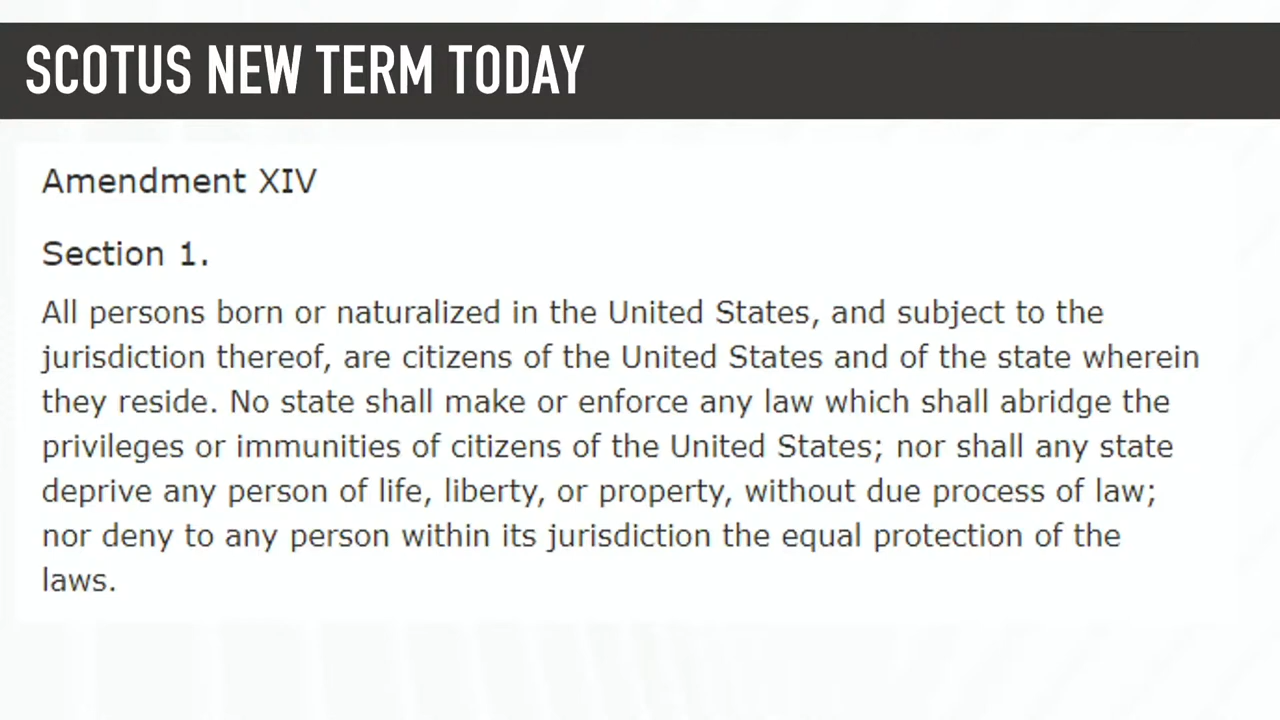 SCOTUS NEW TERM TODAY
Amendment XIV
Section 1.
All persons born or naturalized in the United States, and subject to the
jurisdiction thereof, are citizens of the United States and of the state wherein
they reside. No state shall make or enforce any law which shall abridge the
privileges or immunities of citizens of the United States; nor shall any state
deprive any person of life, liberty, or property, without due process of law;
nor deny to any person within its jurisdiction the equal protection of the
laws.